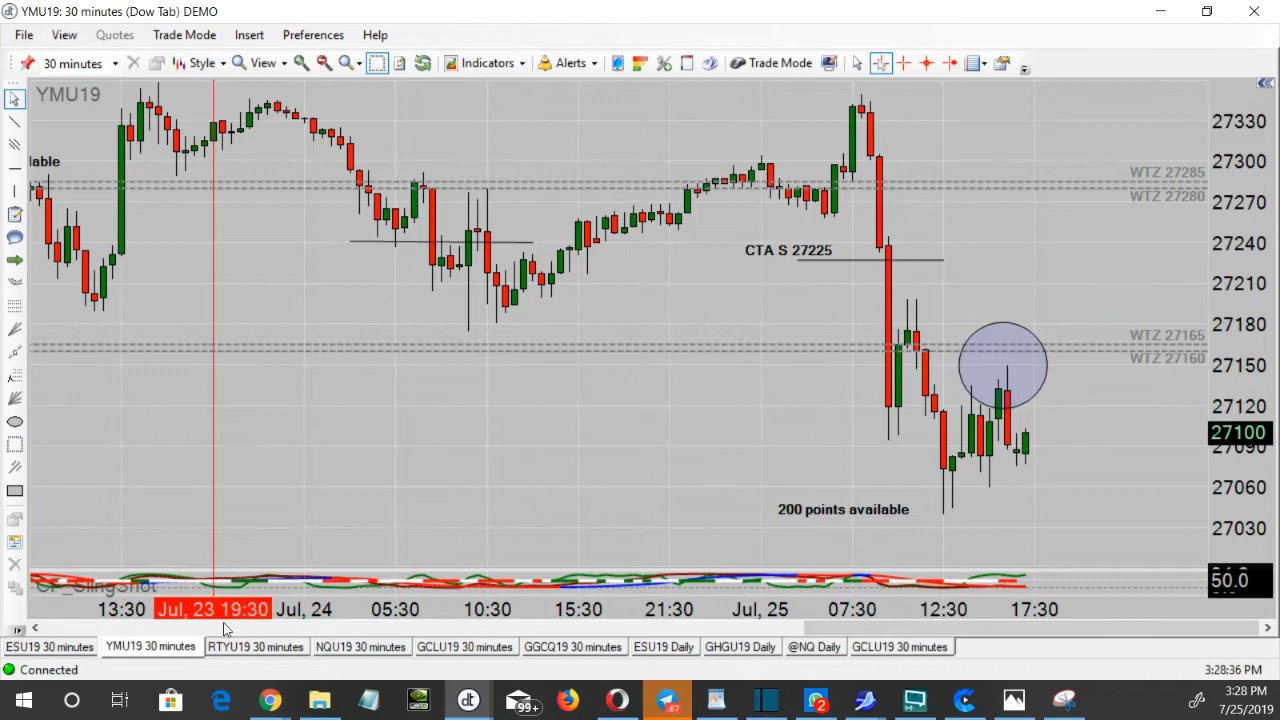 YMU19: 30 minutes (Dow Tab) DEMO
File View Quotes Trade Mode Insert Preferences Help
30 minutes Style View Indicators Alerts Trade Mode
YMU19
27330
lable
27300
WTZ 27285
WTZ 27280
27270
CTA S 27225
27240
27210
27180
WTZ 27165
WTZ 27160
27150
27120
27100
27090
27060
200 points available
27030
CP_SlingShot
50.0
13:30 Jul, 23 19:30 Jul, 24 05:30 10:30 15:30 21:30 Jul, 25 07:30 12:30 17:30
ESU19 30 minutes YMU19 30 minutes RTYU19 30 minutes NQU19 30 minutes GCLU19 30 minutes GGCQ19 30 minutes ESU19 Daily GHGU19 Daily @NQ Daily GCLU19 30 minutes
Connected 3:28:36 PM
dt 99+ 67 2 3:28 PM
7/25/2019